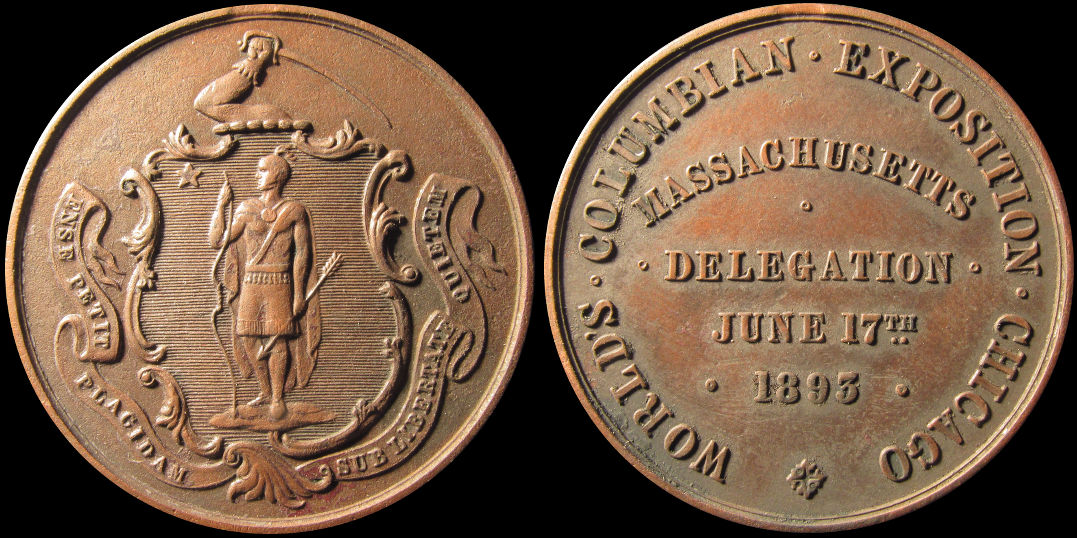 ENSE PETIT
PLACIDAM
SUB LIBERTATE
QUIETEM
WORLD'S · COLUMBIAN · EXPOSITION · CHICAGO
MASSACHUSETTS
· DELEGATION ·
JUNE 17TH
· 1893 ·